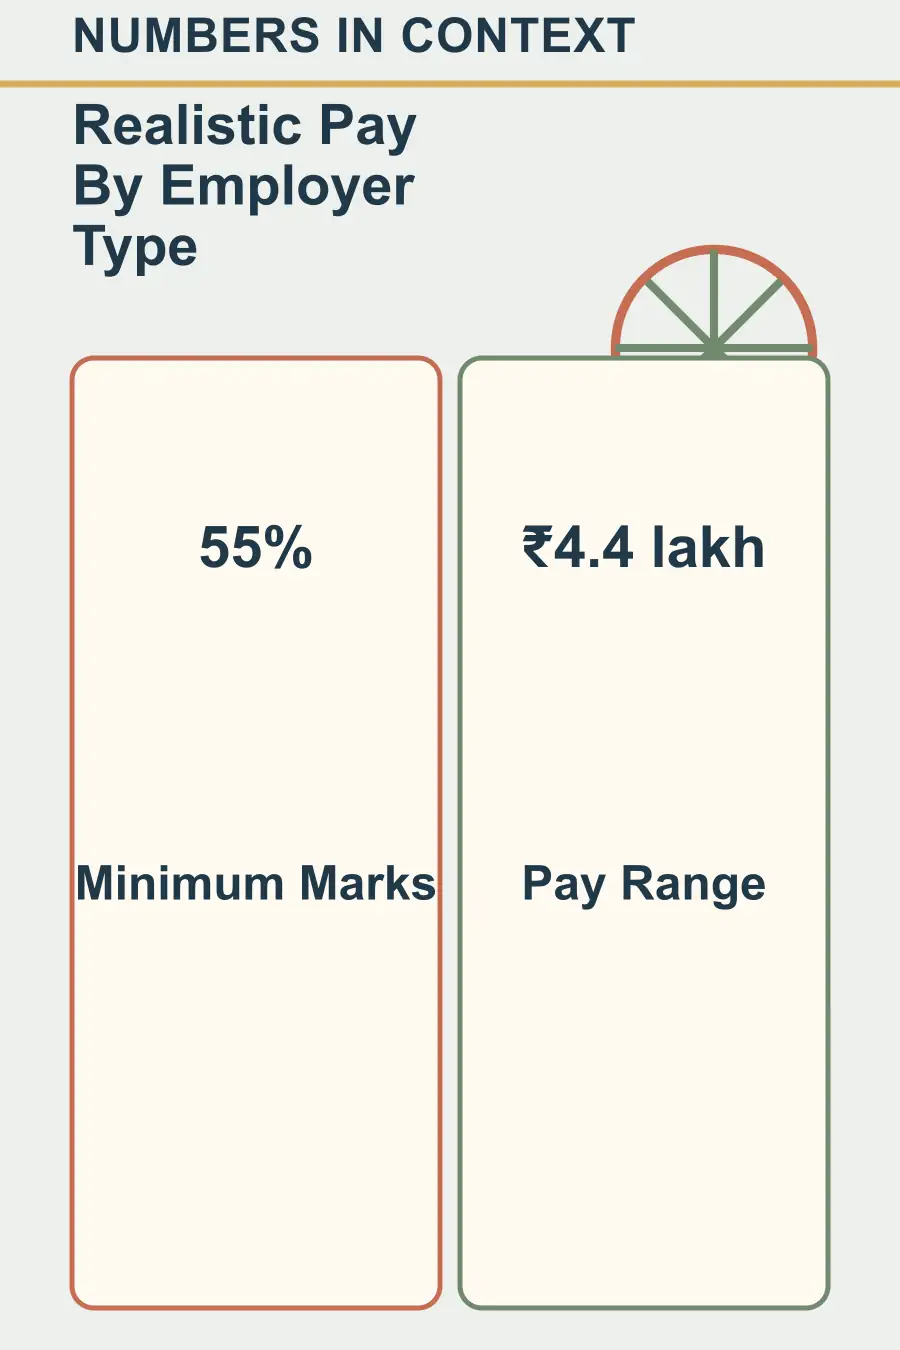 NUMBERS IN CONTEXT
Realistic Pay
By Employer
Type
55%
Minimum Marks
₹4.4 lakh
Pay Range